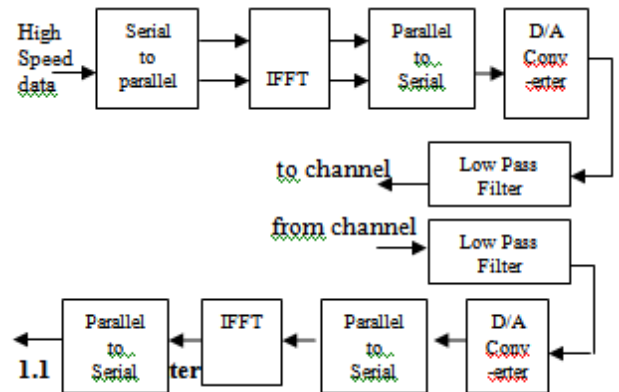 High
Speed
data
Serial
to
parallel
IFFT
Parallel
to
Serial
D/A
Conv
-erter
to channel
Low Pass
Filter
from channel
Low Pass
Filter
Parallel
to
Serial
IFFT
Parallel
to
Serial
D/A
Conv
-erter
1.1
ter